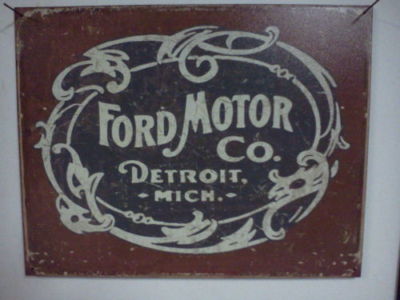 FORD MOTOR
CO.
DETROIT.
- MICH. -